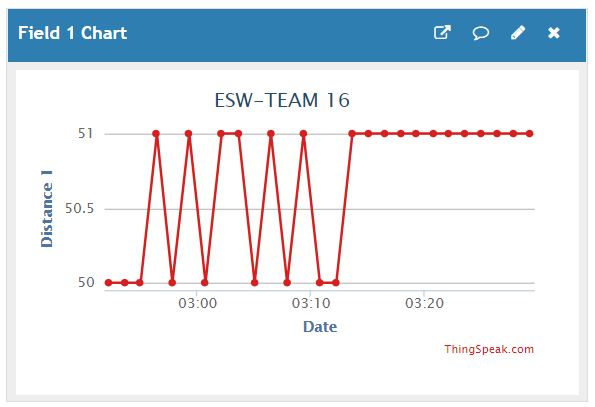 Field 1 Chart
ESW-TEAM 16
51
50.5
50
Distance 1
03:00 03:10 03:20
Date
ThingSpeak.com